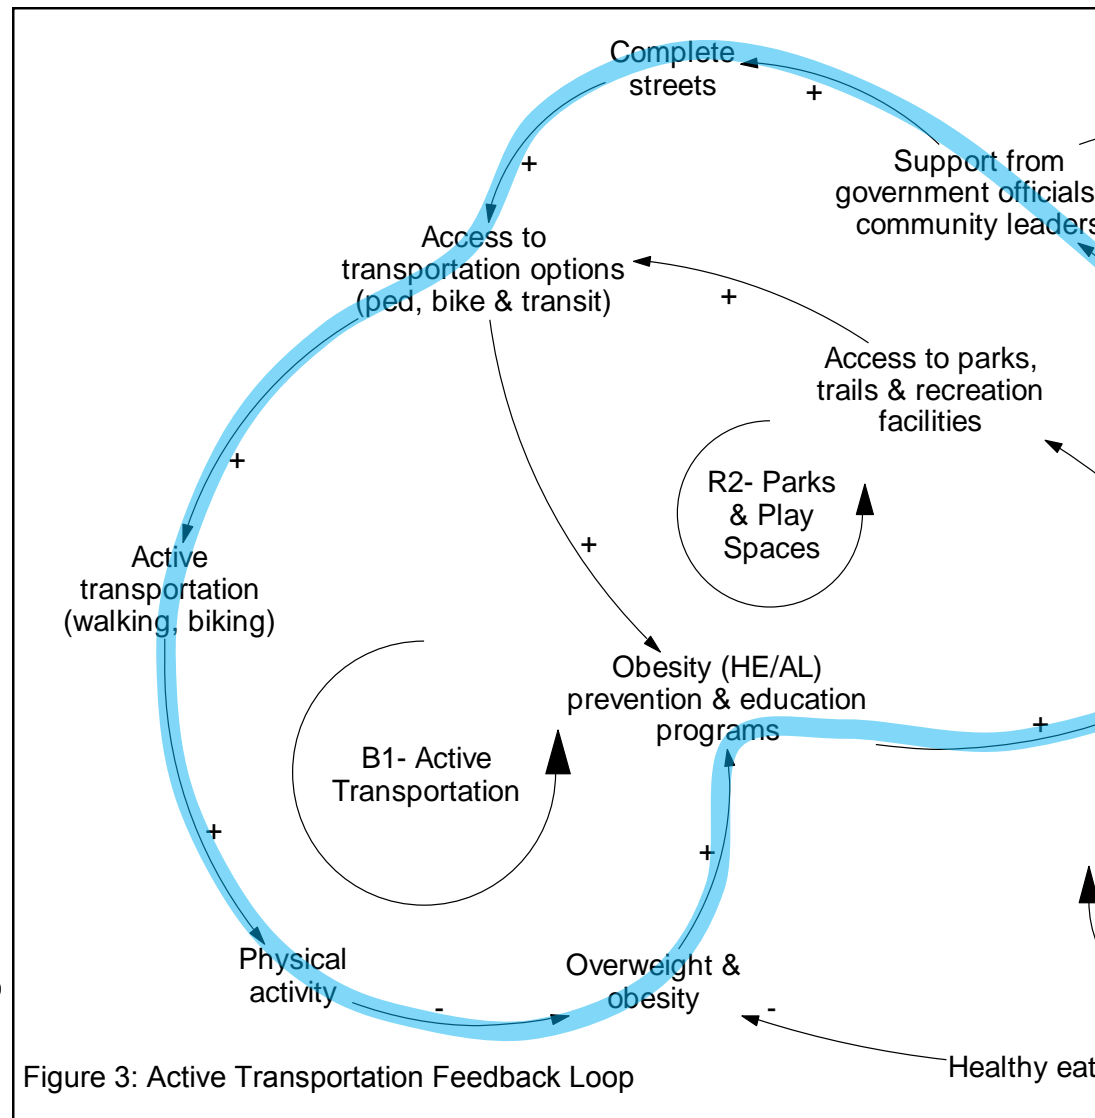 Complete
streets
+
+
Support from
government officials
community leaders
Access to
transportation options
(ped, bike & transit)
+
Access to parks,
trails & recreation
facilities
+
R2- Parks
& Play
Spaces
+
Active
transportation
(walking, biking)
Obesity (HE/AL)
prevention & education
programs
+
B1- Active
Transportation
+
+
Physical
activity
-
Overweight &
obesity
-
Healthy eat
Figure 3: Active Transportation Feedback Loop